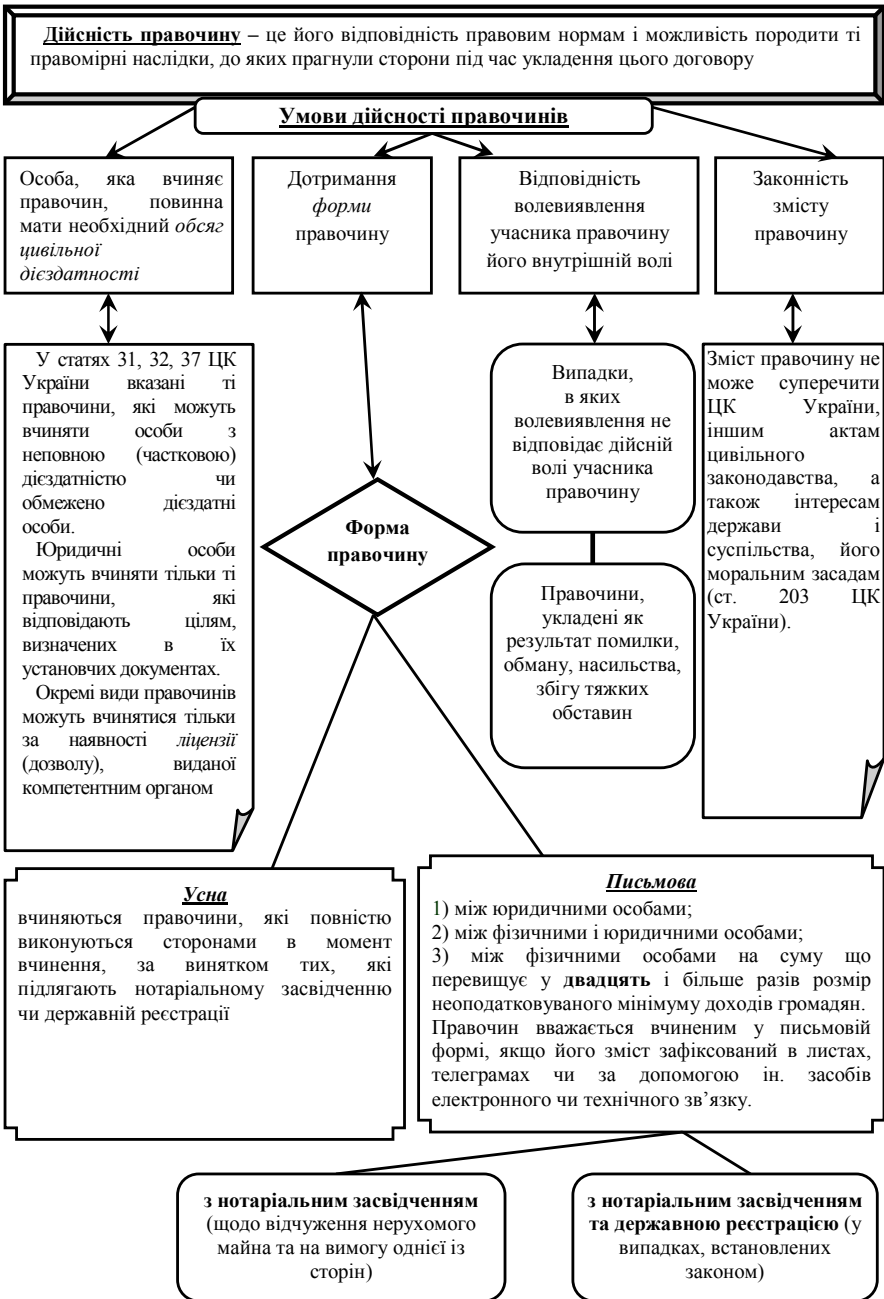 Дійсність правочину – це його відповідність правовим нормам і можливість породити ті
правомірні наслідки, до яких прагнули сторони під час укладення цього договору
Умови дійсності правочинів
Особа, яка вчиняє
правочин, повинна
мати необхідний обсяг
цивільної
дієздатності
Дотримання
форми
правочину
Відповідність
волевиявлення
учасника правочину
його внутрішній волі
Законність
змісту
правочину
У статях 31, 32, 37 ЦК
України вказані ті
правочини, які можуть
вчиняти особи з
неповною (частковою)
дієздатністю чи
обмежено дієздатні
особи.
Юридичні особи
можуть вчиняти тільки ті
правочини, які
відповідають цілям,
визначених в їх
установчих документах.
Окремі види правочинів
можуть вчинятися тільки
за наявності ліцензії
(дозволу), виданої
компетентним органом
Форма
правочину
Випадки,
в яких
волевиявлення не
відповідає дійсній
волі учасника
правочину
Правочини,
укладені як
результат помилки,
обману, насильства,
збігу тяжких
обставин
Зміст правочину не
може суперечити
ЦК України,
іншим актам
цивільного
законодавства, а
також інтересам
держави і
суспільства, його
моральним засадам
(ст. 203 ЦК
України).
Усна
вчиняються правочини, які повністю
виконуються сторонами в момент
вчинення, за винятком тих, які
підлягають нотаріальному засвідченню
чи державній реєстрації
Письмова
1) між юридичними особами;
2) між фізичними і юридичними особами;
3) між фізичними особами на суму що
перевищує у двадцять і більше разів розмір
неоподатковуваного мінімуму доходів громадян.
Правочин вважається вчиненим у письмовій
формі, якщо його зміст зафіксований в листах,
телеграмах чи за допомогою ін. засобів
електронного чи технічного зв’язку.
з нотаріальним засвідченням
(щодо відчуження нерухомого
майна та на вимогу однієї із
сторін)
з нотаріальним засвідченням
та державною реєстрацією (у
випадках, встановлених
законом)